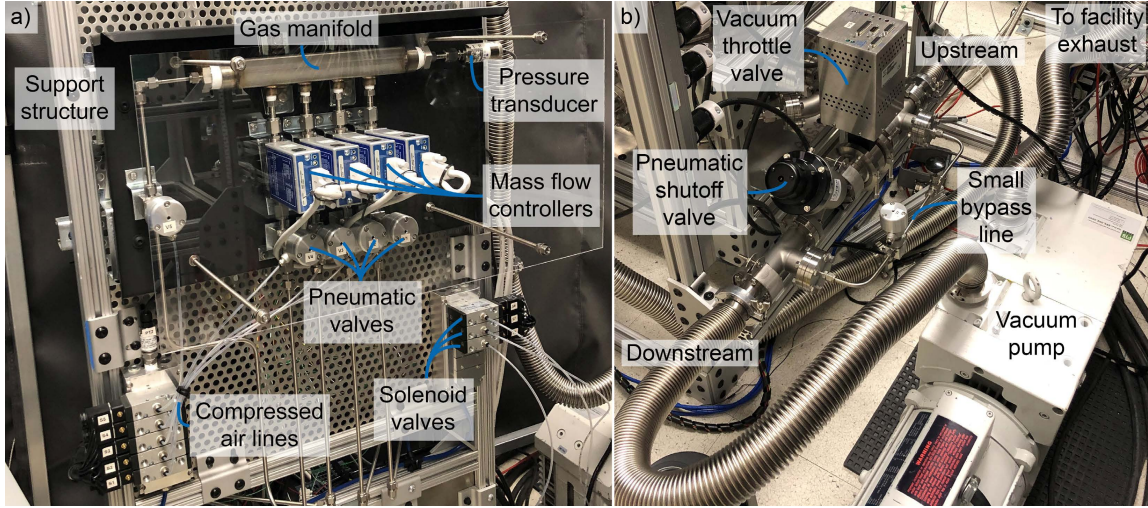 a)
Gas manifold
Support
structure
Pressure
transducer
Mass flow
controllers
Pneumatic
valves
Compressed
air lines
Solenoid
valves
b)
Vacuum
throttle
valve
Upstream
To facility
exhaust
Pneumatic
shutoff
valve
Small
bypass
line
Downstream
Vacuum
pump
WARNING